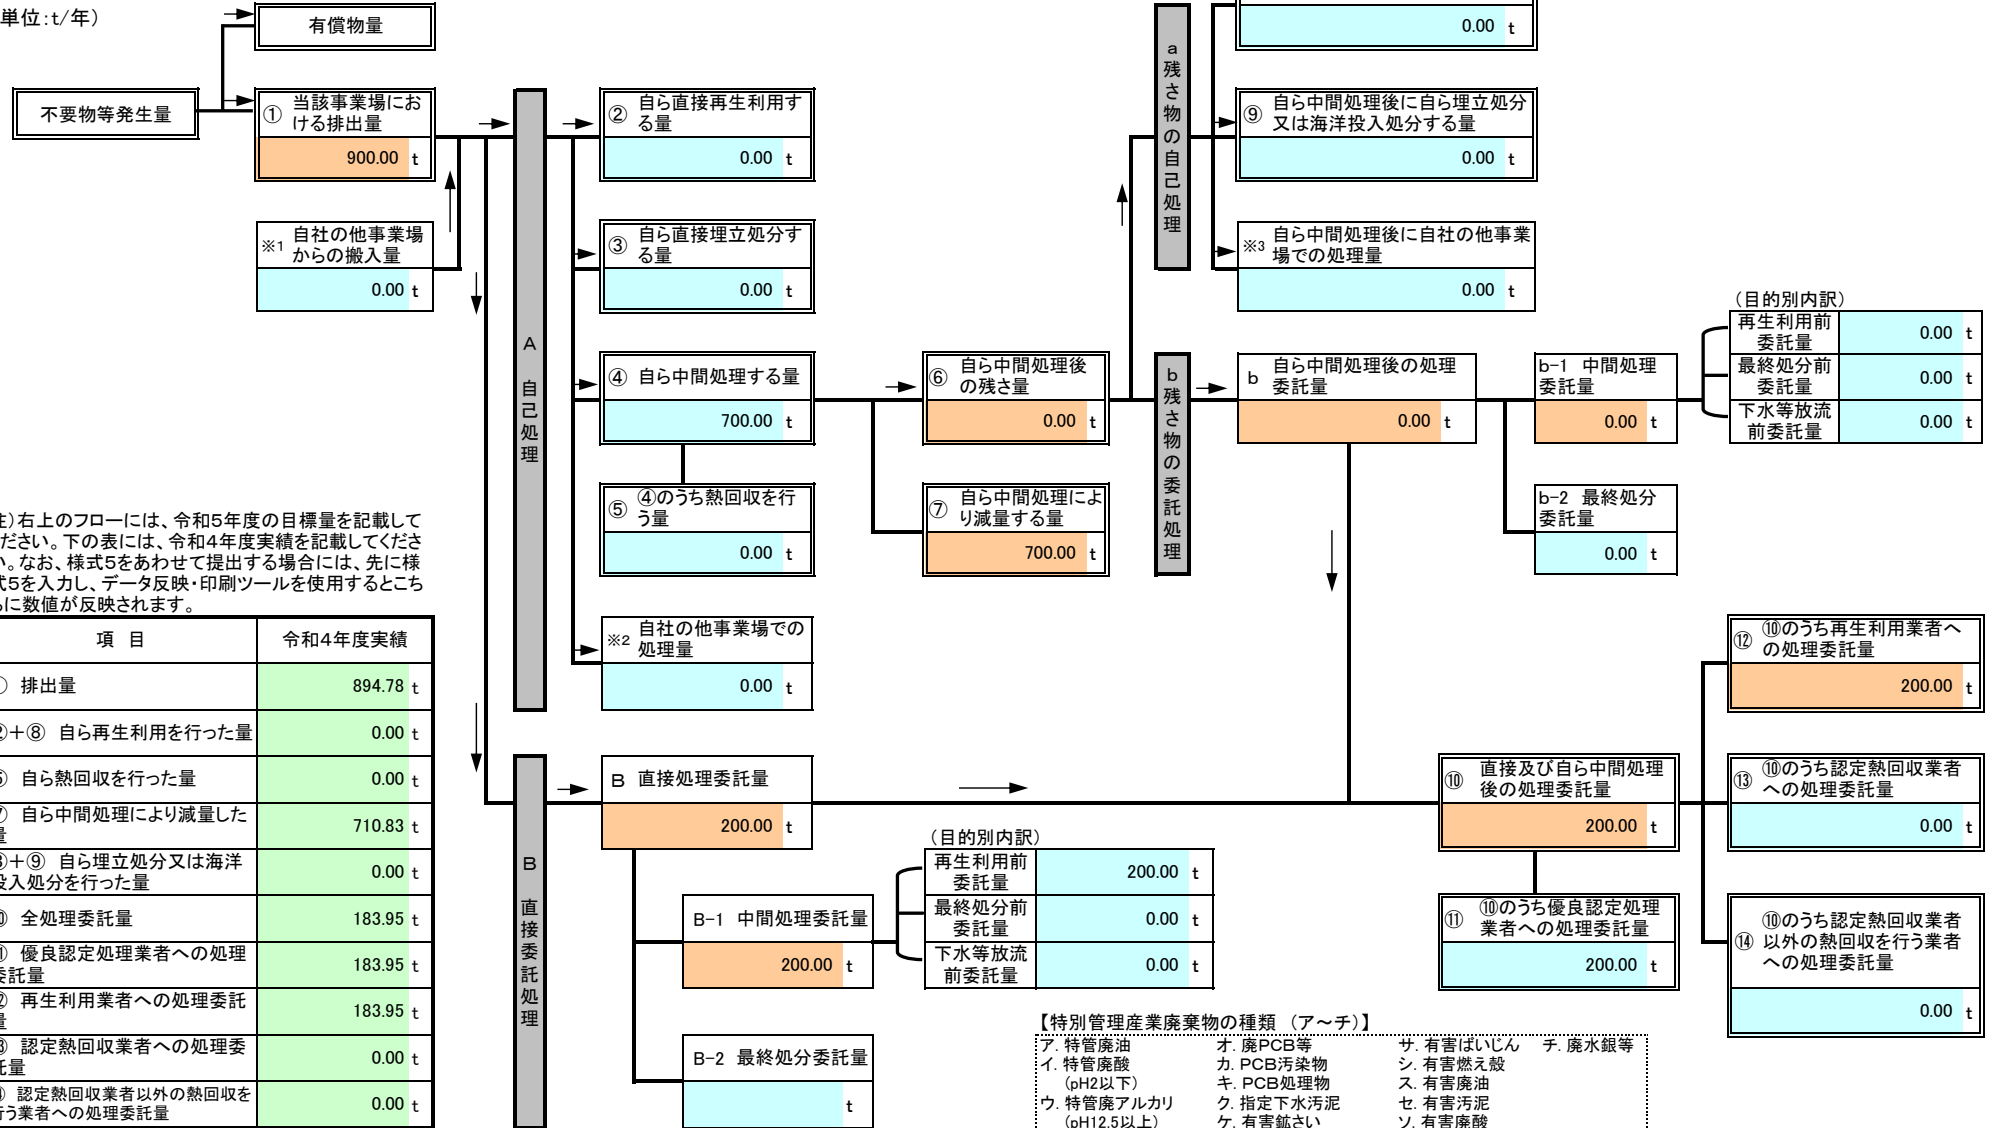 単位:t/年)
有償物量
不要物等発生量
① 当該事業場にお
ける排出量
900.00 t
※1 自社の他事業場
からの搬入量
0.00 t
A 自己処理
② 自ら直接再生利用す
る量
0.00 t
③ 自ら直接埋立処分す
る量
0.00 t
④ 自ら中間処理する量
700.00 t
⑤ ④のうち熱回収を行
う量
0.00 t
※2 自社の他事業場での
処理量
0.00 t
⑥ 自ら中間処理後
の残さ量
0.00 t
⑦ 自ら中間処理によ
り減量する量
700.00 t
a 残さ物の自己処理
0.00 t
⑨ 自ら中間処理後に自ら埋立処分
又は海洋投入処分する量
0.00 t
※3 自ら中間処理後に自社の他事業
場での処理量
0.00 t
b 残さ物の委託処理
b 自ら中間処理後の処理
委託量
0.00 t
b-1 中間処理
委託量
0.00 t
(目的別内訳)
再生利用前
委託量 0.00 t
最終処分前
委託量 0.00 t
下水等放流
前委託量 0.00 t
b-2 最終処分
委託量
0.00 t
)右上のフローには、令和5年度の目標量を記載して
ださい。下の表には、令和4年度実績を記載してくださ
。なお、様式5をあわせて提出する場合には、先に様
5を入力し、データ反映・印刷ツールを使用するとこち
に数値が反映されます。
項 目 令和4年度実績
排出量 894.78 t
+⑧ 自ら再生利用を行った量 0.00 t
自ら熱回収を行った量 0.00 t
自ら中間処理により減量した
量 710.83 t
+⑨ 自ら埋立処分又は海洋
投入処分を行った量 0.00 t
全処理委託量 183.95 t
優良認定処理業者への処理
委託量 183.95 t
再生利用業者への処理委託
量 183.95 t
認定熱回収業者への処理委
託量 0.00 t
認定熱回収業者以外の熱回収を
行う業者への処理委託量 0.00 t
B 直接委託処理
B 直接処理委託量
200.00 t
B-1 中間処理委託量
200.00 t
(目的別内訳)
再生利用前
委託量 200.00 t
最終処分前
委託量 0.00 t
下水等放流
前委託量 0.00 t
B-2 最終処分委託量
t
⑩ 直接及び自ら中間処理
後の処理委託量
200.00 t
⑪ ⑩のうち優良認定処理
業者への処理委託量
200.00 t
⑫ ⑩のうち再生利用業者へ
の処理委託量
200.00 t
⑬ ⑩のうち認定熱回収業者
への処理委託量
0.00 t
⑭ ⑩のうち認定熱回収業者
以外の熱回収を行う業者
への処理委託量
0.00 t
【特別管理産業廃棄物の種類 (ア~チ)】
ア. 特管廃油 オ. 廃PCB等 サ. 有害ばいじん チ. 廃水銀等
イ. 特管廃酸 カ. PCB汚染物 シ. 有害燃え殻
(pH2以下) キ. PCB処理物 ス. 有害廃油
ウ. 特管廃アルカリ ク. 指定下水汚泥 セ. 有害汚泥
(pH12.5以上) ケ. 有害鉱さい ソ. 有害廃酸